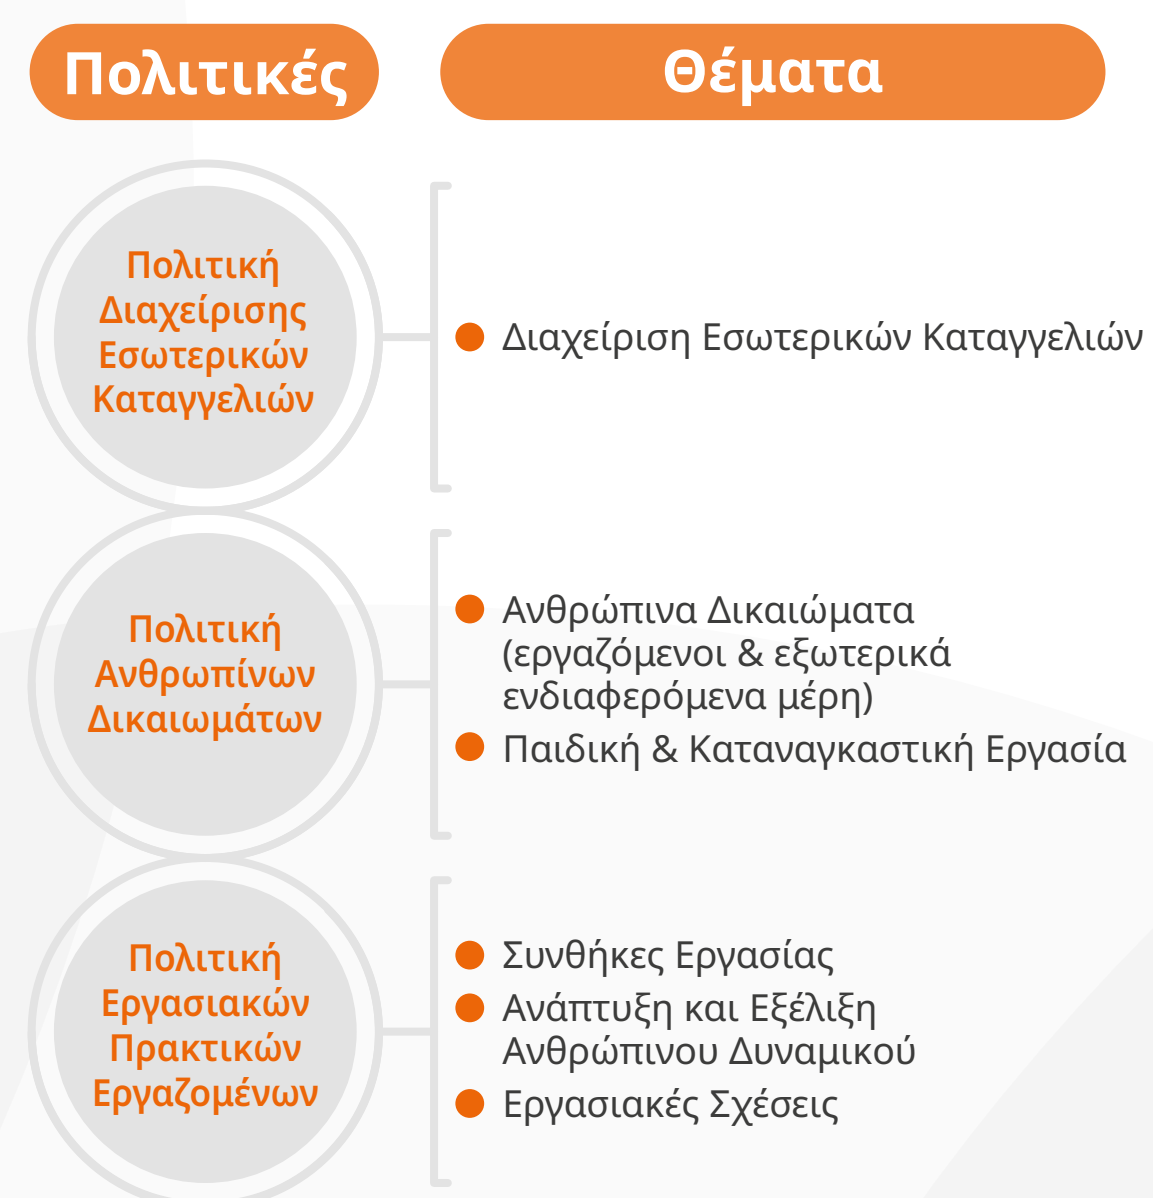 Πολιτικές
Θέματα
Πολιτική
Διαχείρισης
Εσωτερικών
Καταγγελιών
Διαχείριση Εσωτερικών Καταγγελιών
Πολιτική
Ανθρωπίνων
Δικαιωμάτων
Ανθρώπινα Δικαιώματα
(εργαζόμενοι & εξωτερικά
ενδιαφερόμενα μέρη)
Παιδική & Καταναγκαστική Εργασία
Πολιτική
Εργασιακών
Πρακτικών
Εργαζομένων
Συνθήκες Εργασίας
Ανάπτυξη και Εξέλιξη
Ανθρώπινου Δυναμικού
Εργασιακές Σχέσεις